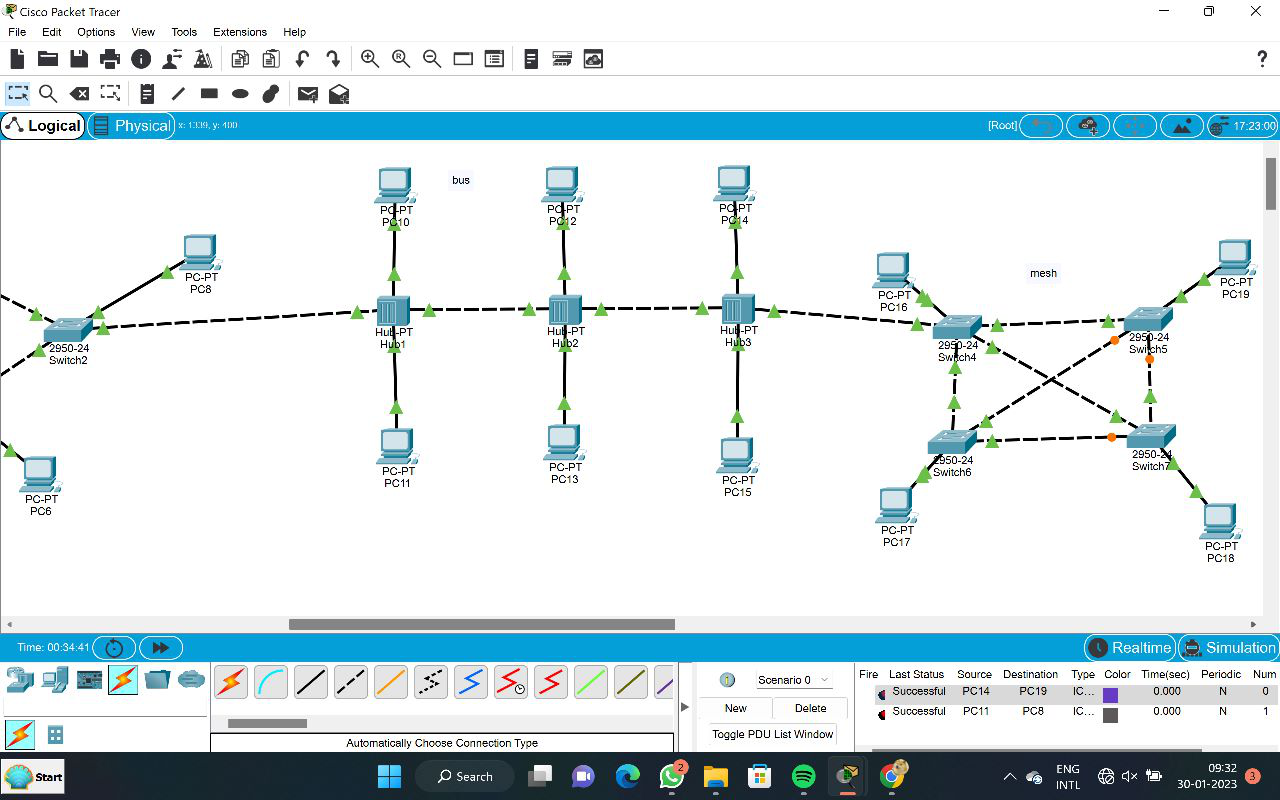 Cisco Packet Tracer
File Edit Options View Tools Extensions Help
Logical Physical x: 1339, y: 400 [Root] 17:23:00
bus
PC-PT
PC10
PC-PT
PC12
PC-PT
PC14
PC-PT
PC8
mesh
PC-PT
PC16
PC-PT
PC19
2950-24
Switch2
Hub-PT
Hub1
Hub-PT
Hub2
Hub-PT
Hub3
2950-24
Switch4
2950-24
Switch5
PC-PT
PC6
PC-PT
PC11
PC-PT
PC13
PC-PT
PC15
2950-24
Switch6
2950-24
Switch7
PC-PT
PC17
PC-PT
PC18
Time: 00:34:41 Realtime Simulation
Scenario 0
New Delete
Toggle PDU List Window
Automatically Choose Connection Type
Fire Last Status Source Destination Type Color Time(sec) Periodic Num
Successful PC14 PC19 IC... 0.000 N 0
Successful PC11 PC8 IC... 0.000 N 1
Start
Search
2
ENG
INTL
09:32
30-01-2023
3